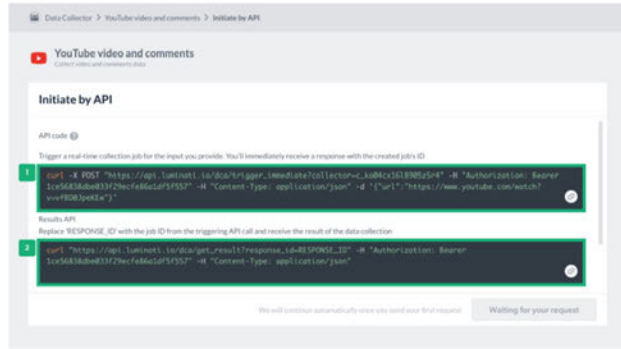 Data Collector > YouTube video and comments > Initiate by API
YouTube video and comments
Collect video and comments data
Initiate by API
API code
Trigger a real-time collection job for the input you provide. You'll immediately receive a response with the created job's ID
1
curl -X POST "https://api.luminati.io/dca/trigger_immediate?collector= -H "Authorization: Bearer
-H "Content-Type: application/json" -d '{"url":"https://www.youtube.com/watch?
Results API
Replace 'RESPONSE_ID' with the job ID from the triggering API call and receive the result of the data collection
2
curl "https://api.luminati.io/dca/get_result?response_id=RESPONSE_ID" -H "Authorization: Bearer
-H "Content-Type: application/json"
We will continue automatically once you send your first request
Waiting for your request